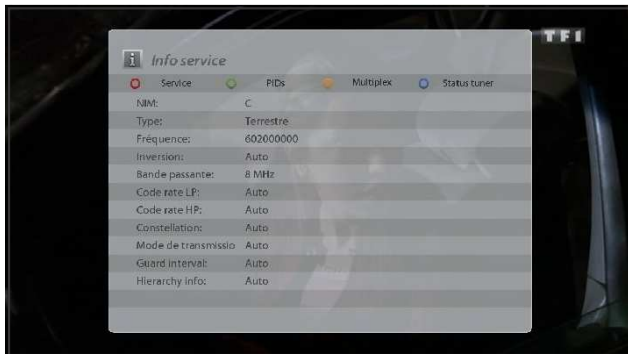 TF1
i Info service
Service PIDs Multiplex Status tuner
NIM: C
Type: Terrestre
Fréquence: 602000000
Inversion: Auto
Bande passante: 8 MHz
Code rate LP: Auto
Code rate HP: Auto
Constellation: Auto
Mode de transmissio Auto
Guard interval: Auto
Hierarchy info: Auto